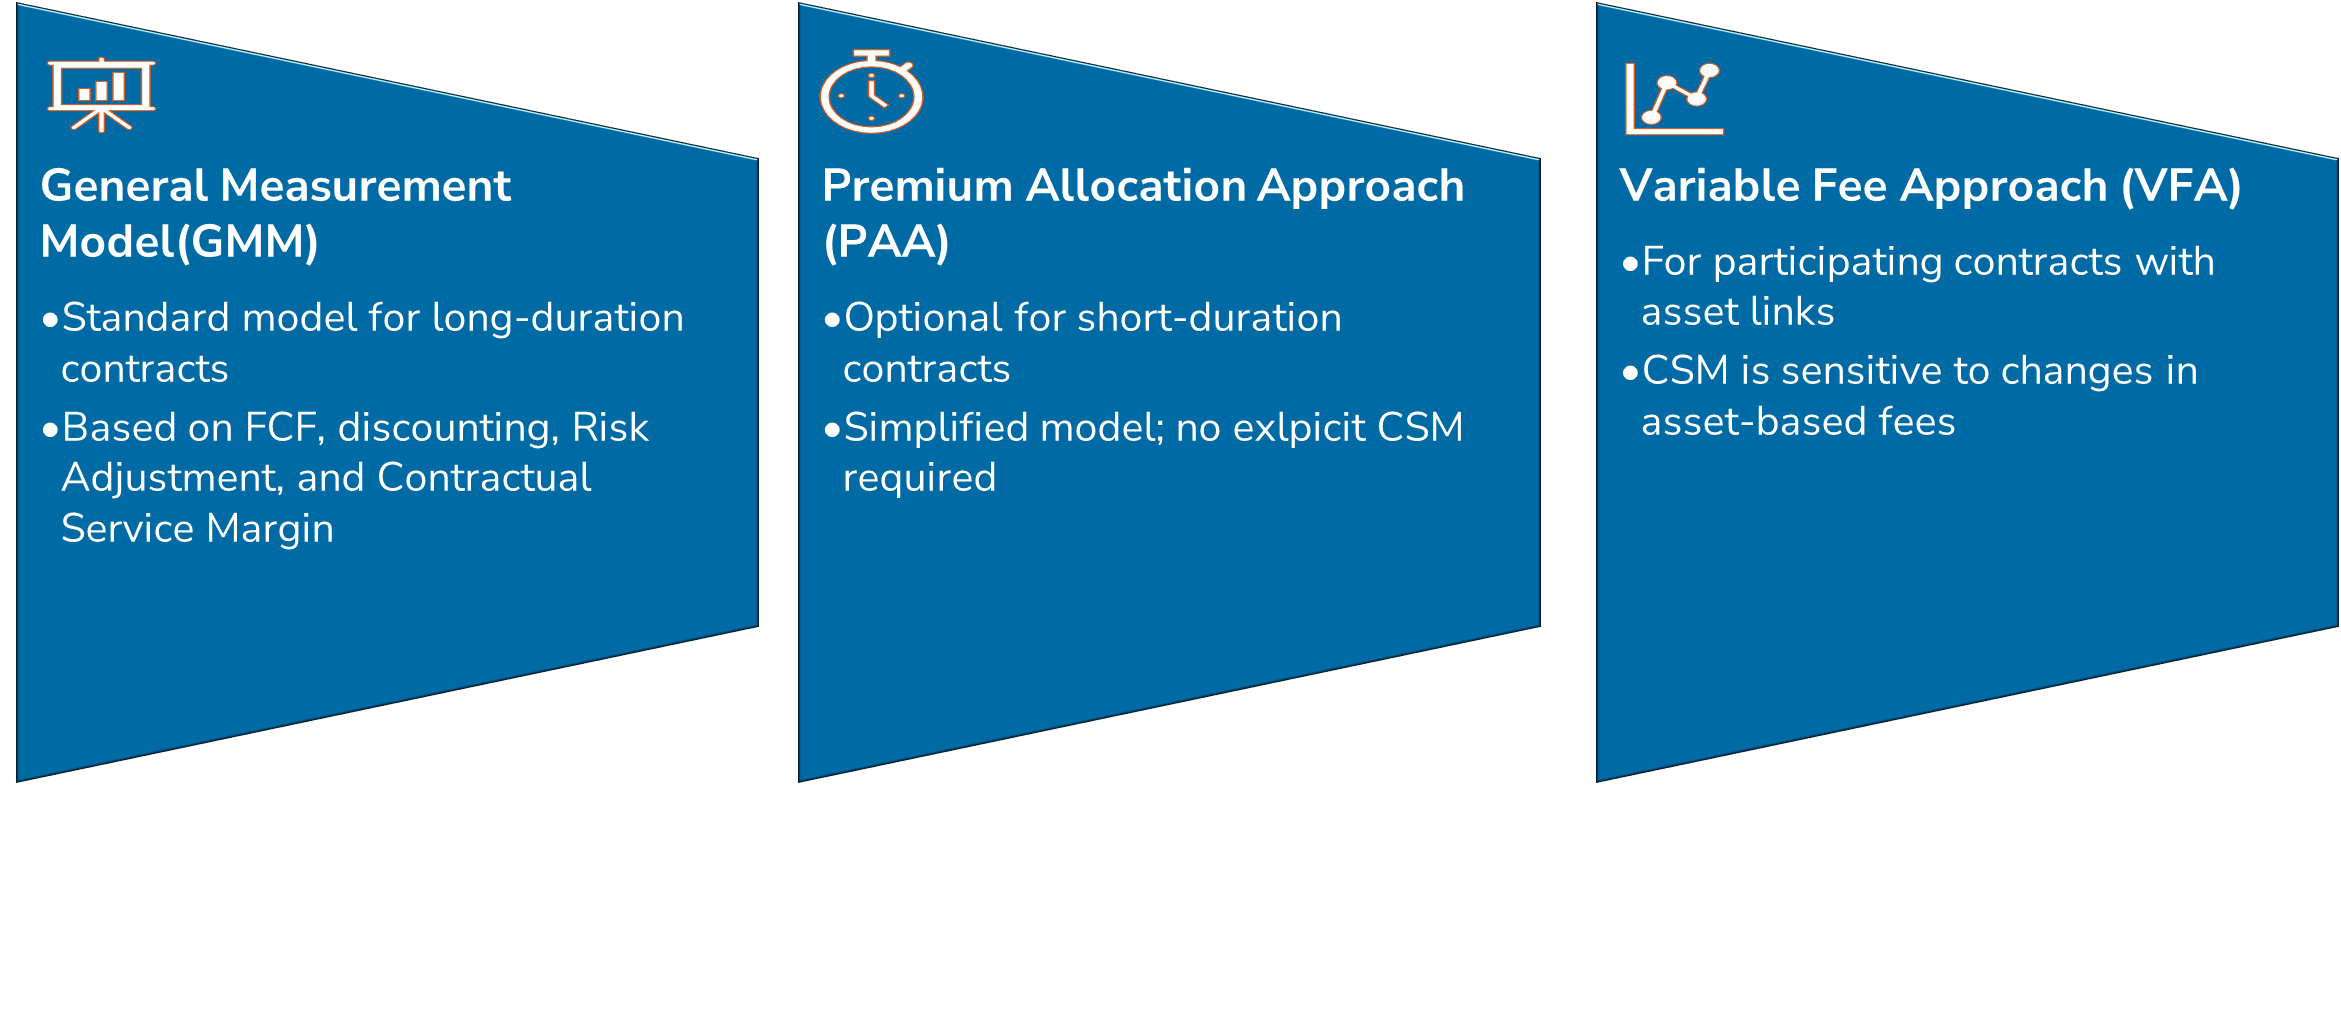 General Measurement
Model(GMM)
•Standard model for long-duration
contracts
•Based on FCF, discounting, Risk
Adjustment, and Contractual
Service Margin
Premium Allocation Approach
(PAA)
•Optional for short-duration
contracts
•Simplified model; no exlpicit CSM
required
Variable Fee Approach (VFA)
•For participating contracts with
asset links
•CSM is sensitive to changes in
asset-based fees